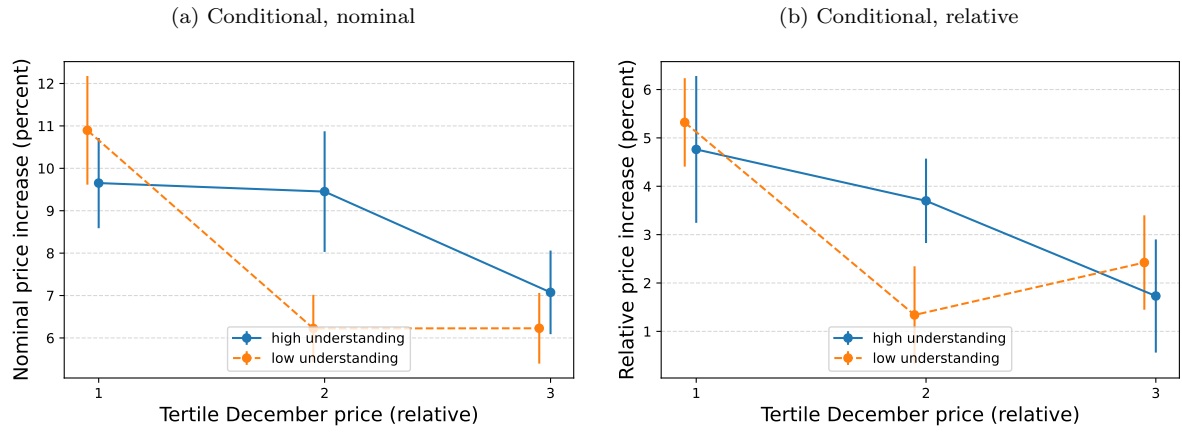 (a) Conditional, nominal
Nominal price increase (percent)
12
11
10
9
8
7
6
high understanding
low understanding
1
2
3
Tertile December price (relative)
(b) Conditional, relative
Relative price increase (percent)
6
5
4
3
2
1
high understanding
low understanding
1
2
3
Tertile December price (relative)